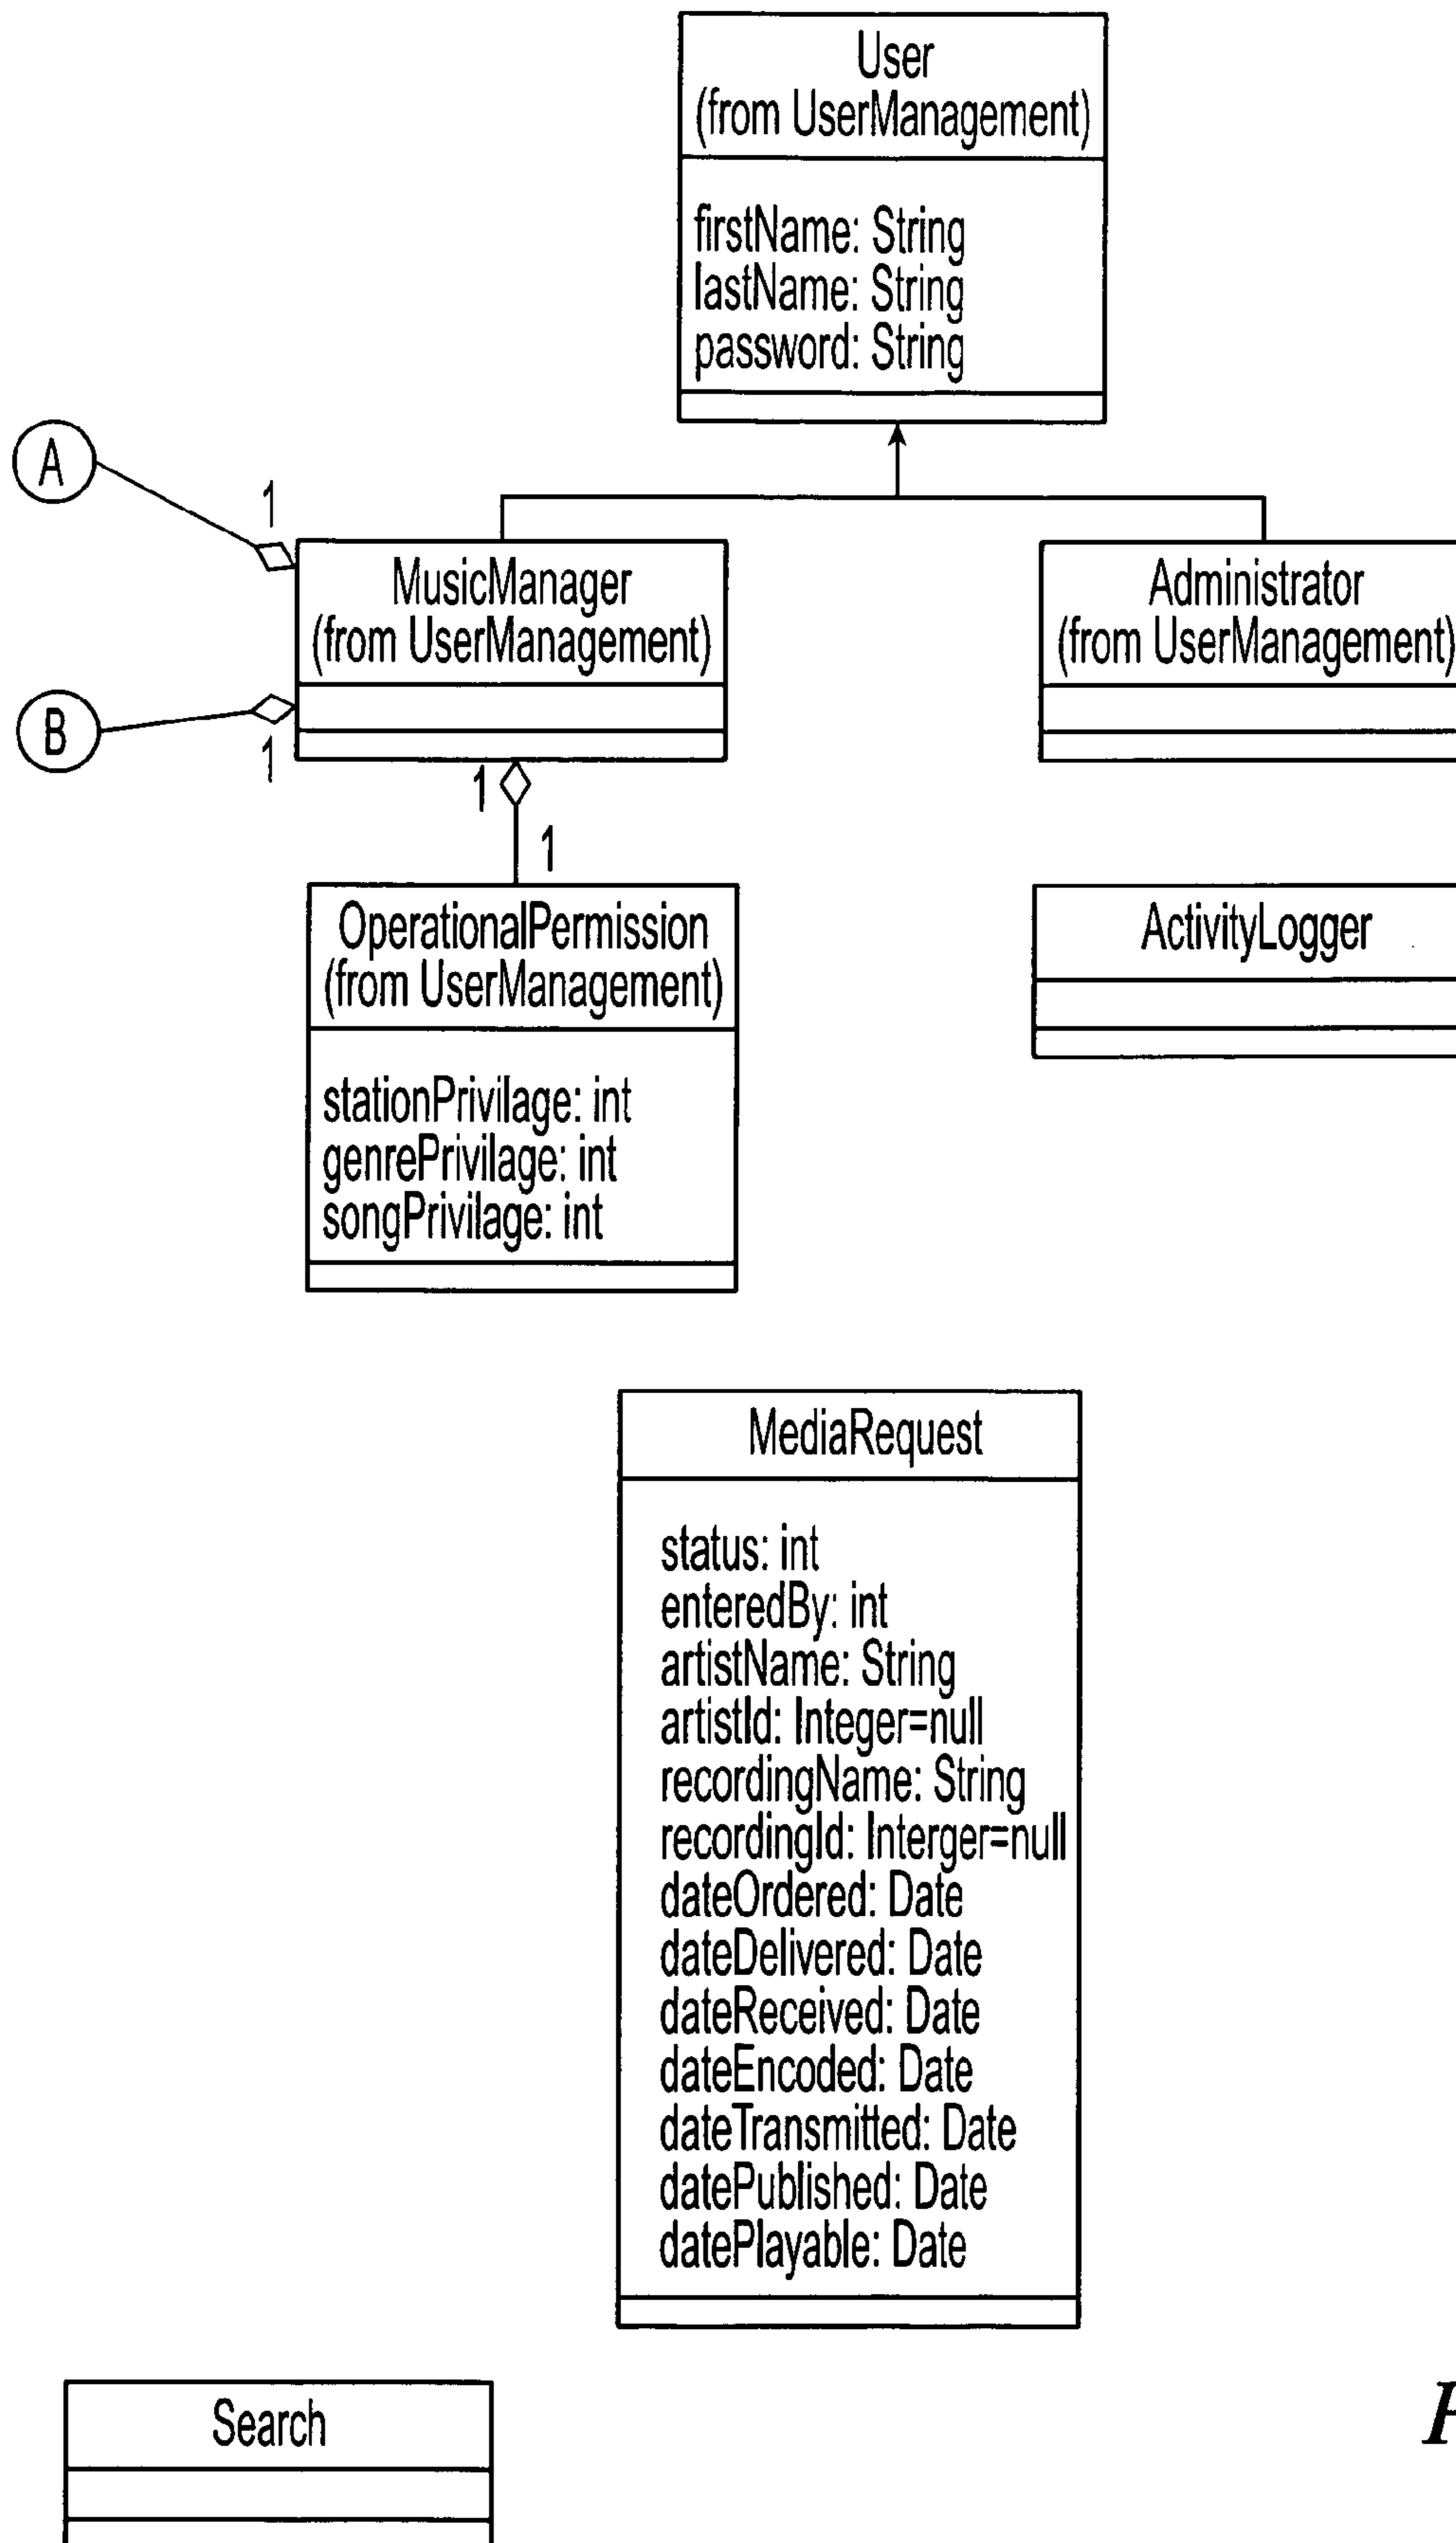 User
(from UserManagement)
firstName: String
lastName: String
password: String
A
1
MusicManager
(from UserManagement)
Administrator
(from UserManagement)
B
1
1
1
OperationalPermission
(from UserManagement)
ActivityLogger
stationPrivilage: int
genrePrivilage: int
songPrivilage: int
MediaRequest
status: int
enteredBy: int
artistName: String
artistId: Integer=null
recordingName: String
recordingId: Interger=null
dateOrdered: Date
dateDelivered: Date
dateReceived: Date
dateEncoded: Date
dateTransmitted: Date
datePublished: Date
datePlayable: Date
Search